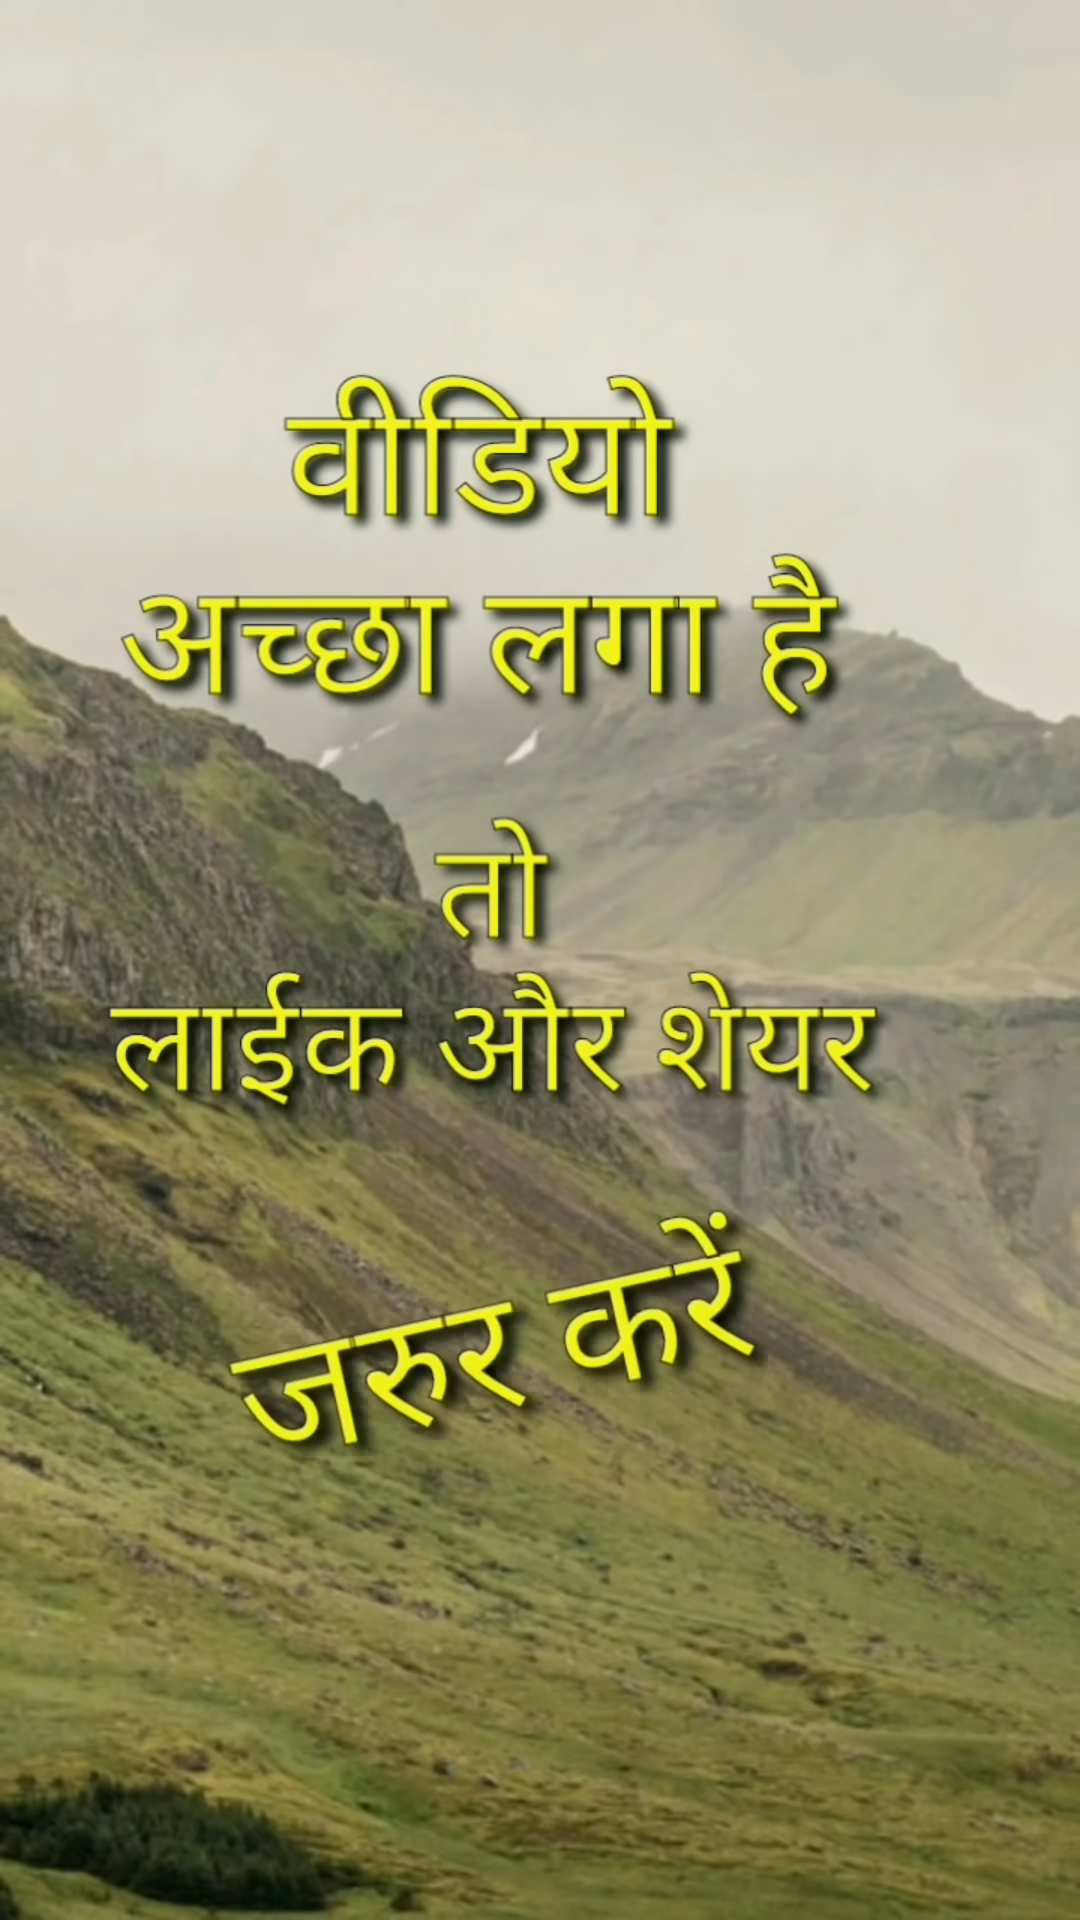 वीडियो
अच्छा लगा है
तो
लाईक और शेयर
जरुर करें